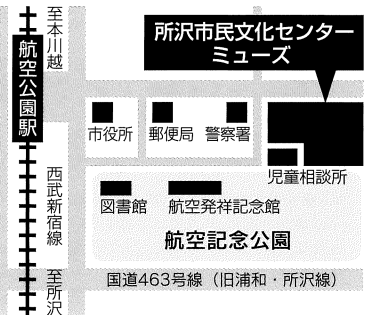 至本川越
所沢市民文化センター
ミューズ
航空公園駅
市役所
郵便局
警察署
児童相談所
西武新宿線
図書館
航空発祥記念館
航空記念公園
至所沢
国道463号線（旧浦和・所沢線）